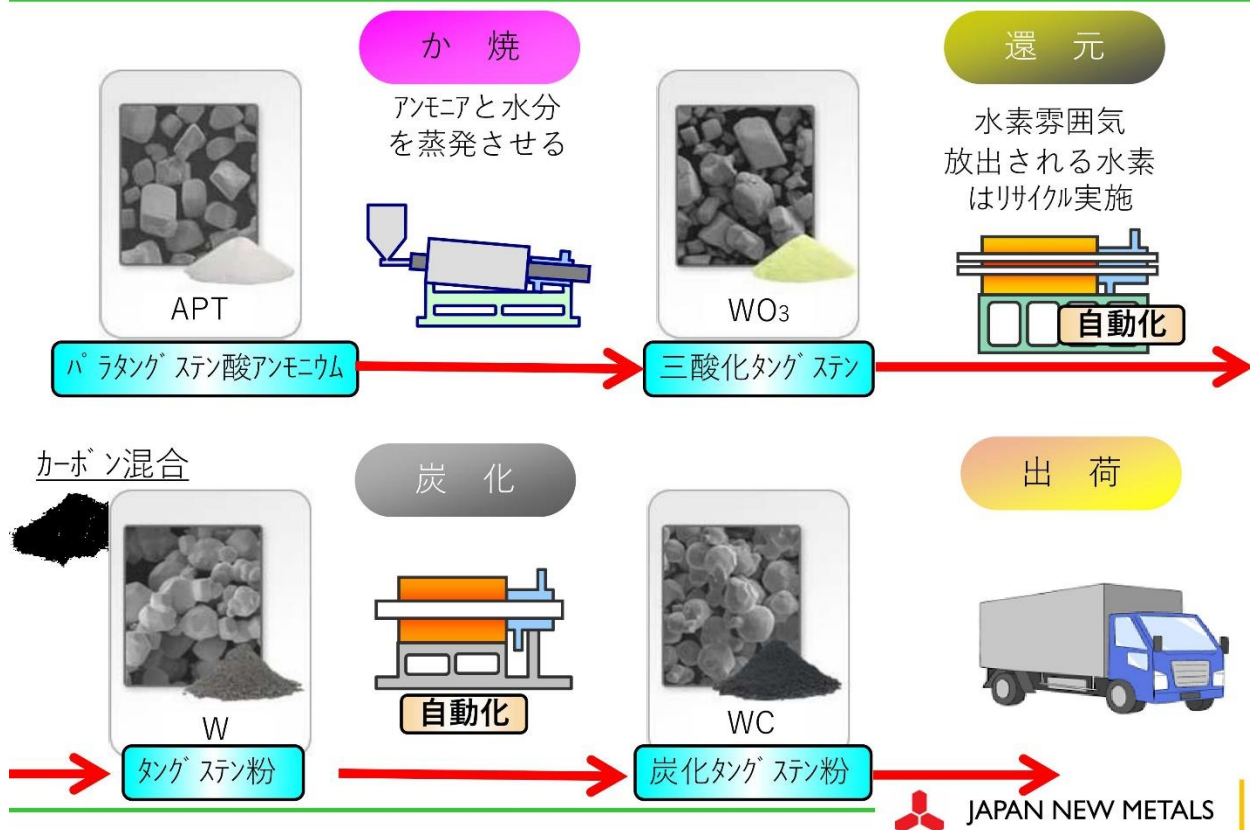 か 焼
アンモニアと水分
を蒸発させる
還 元
水素雰囲気
放出される水素
はリサイクル実施
APT
WO₃
自動化
パラタングステン酸アンモニウム
三酸化タングステン
カーボン混合
炭 化
出 荷
W
自動化
WC
タングステン粉
炭化タングステン粉
JAPAN NEW METALS